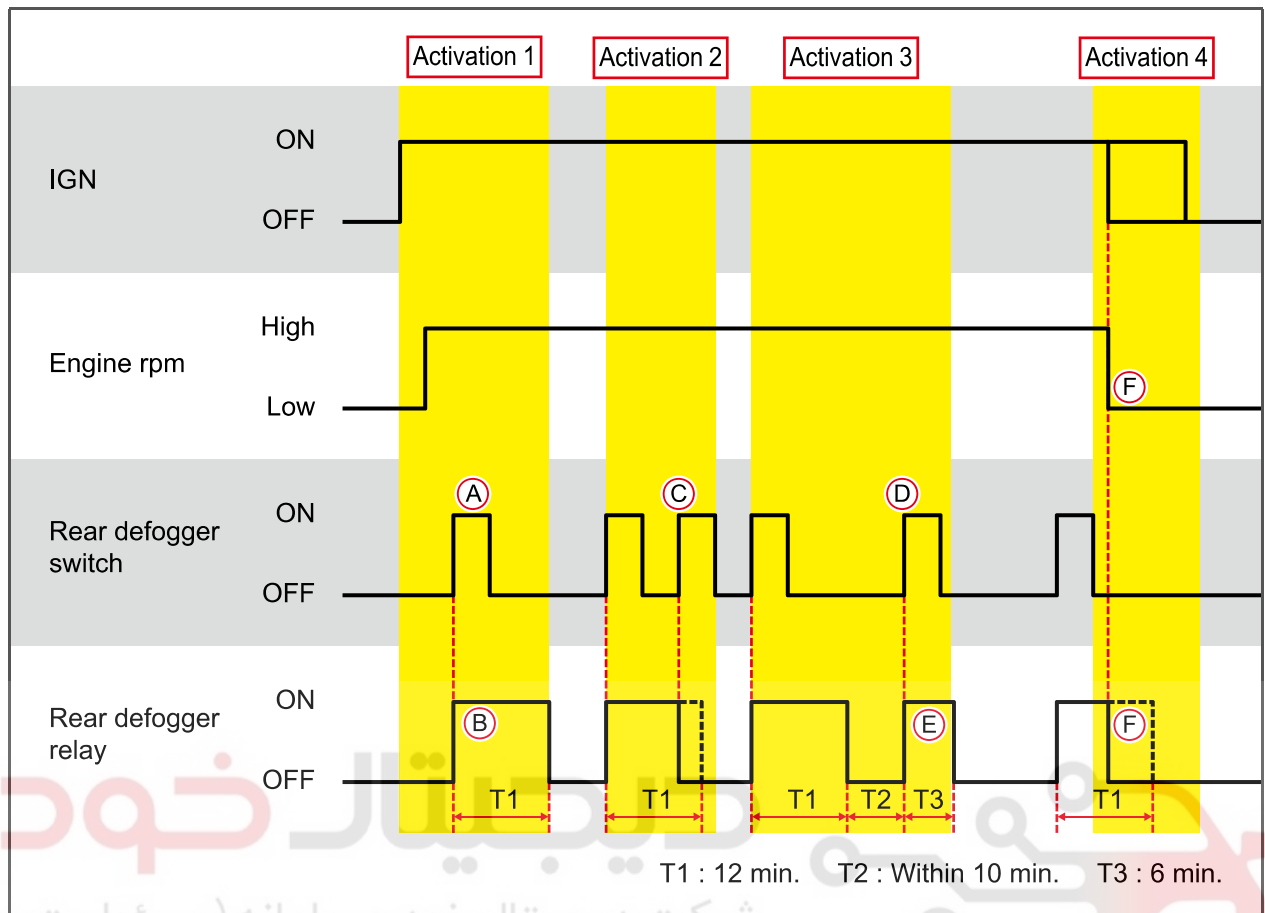 Activation 1 Activation 2 Activation 3 Activation 4
ON
IGN
OFF
High
Engine rpm
F
Low
A C D
ON
Rear defogger
switch
OFF
ON
Rear defogger
relay
B E F
OFF
T1 T1 T1 T2 T3 T1
T1 : 12 min. T2 : Within 10 min. T3 : 6 min.
دیجیتال خود